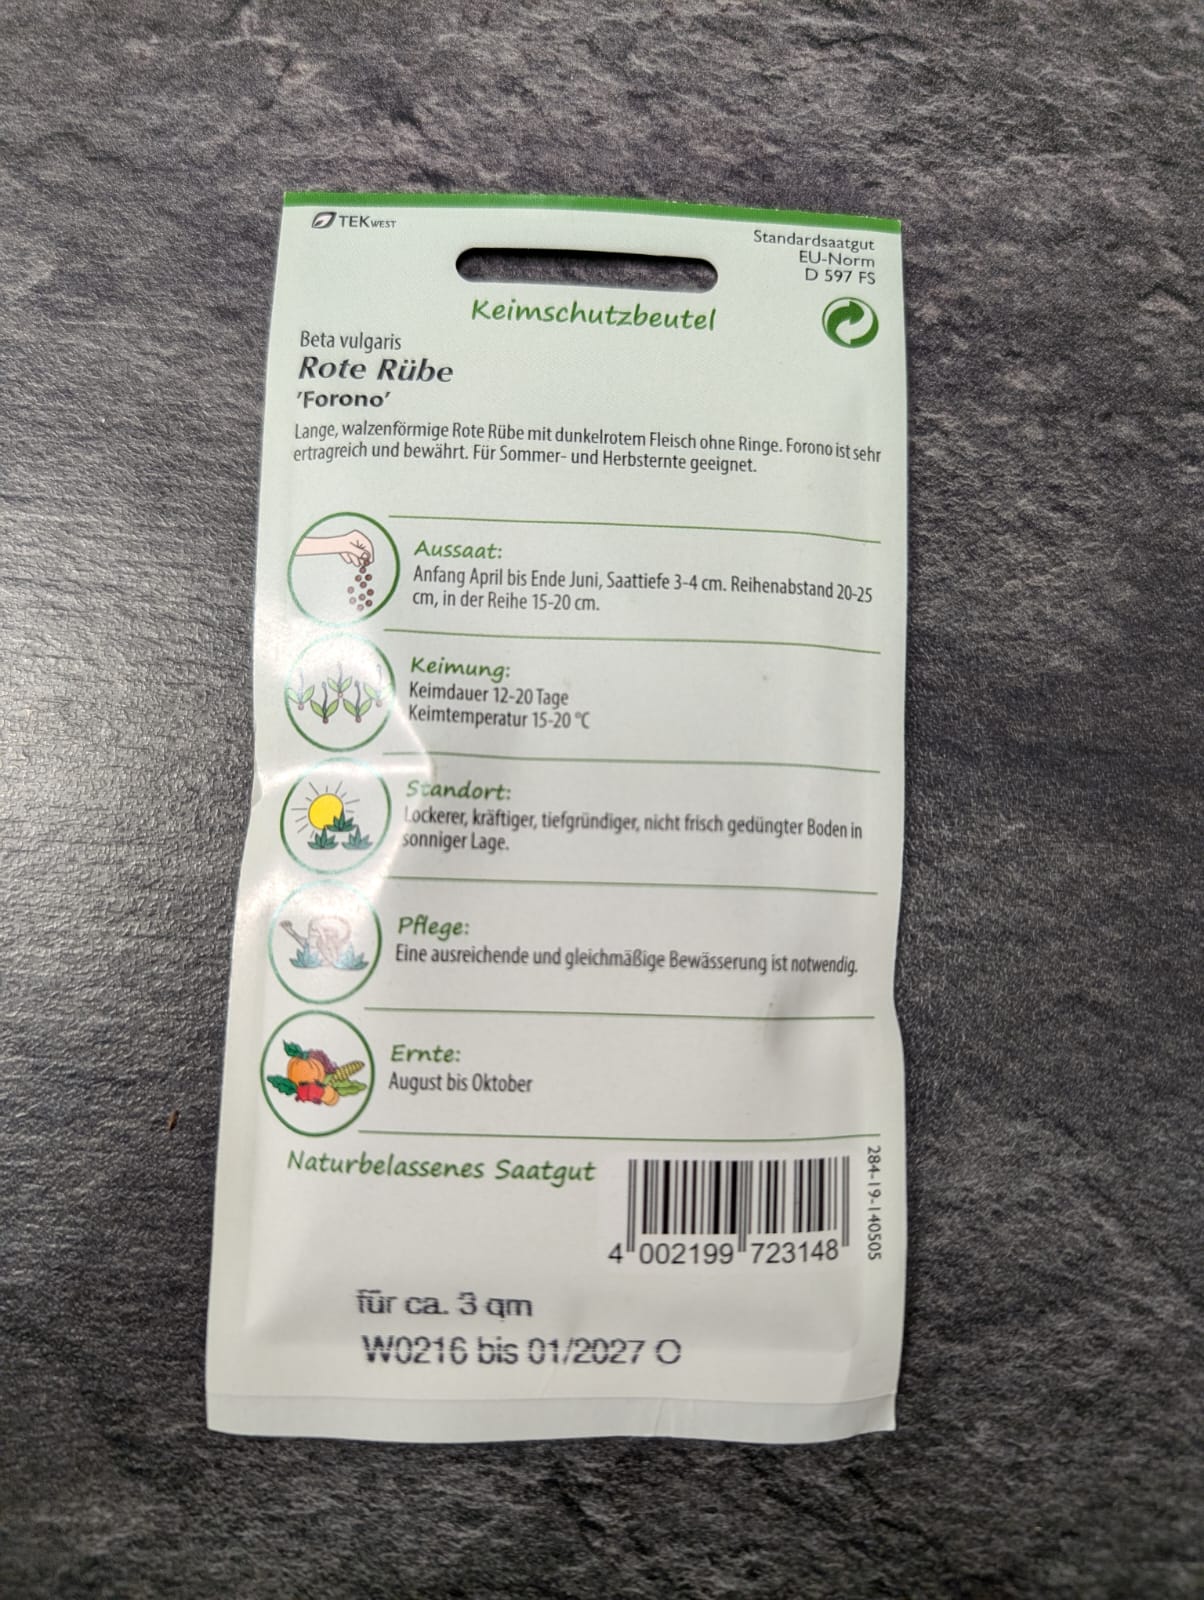 TEKWEST
Standardsaatgut
EU-Norm
D 597 FS
Keimschutzbeutel
Beta vulgaris
Rote Rübe
'Forono'
Lange, walzenförmige Rote Rübe mit dunkelrotem Fleisch ohne Ringe. Forono ist sehr
ertragreich und bewährt. Für Sommer- und Herbsternte geeignet.
Aussaat:
Anfang April bis Ende Juni, Saattiefe 3-4 cm. Reihenabstand 20-25
cm, in der Reihe 15-20 cm.
Keimung:
Keimdauer 12-20 Tage
Keimtemperatur 15-20 °C
Standort:
Lockerer, kräftiger, tiefgründiger, nicht frisch gedüngter Boden in
sonniger Lage.
Pflege:
Eine ausreichende und gleichmäßige Bewässerung ist notwendig.
Ernte:
August bis Oktober
Naturbelassenes Saatgut
284-19-140505
4 002199 723148
für ca. 3 qm
W0216 bis 01/2027 O